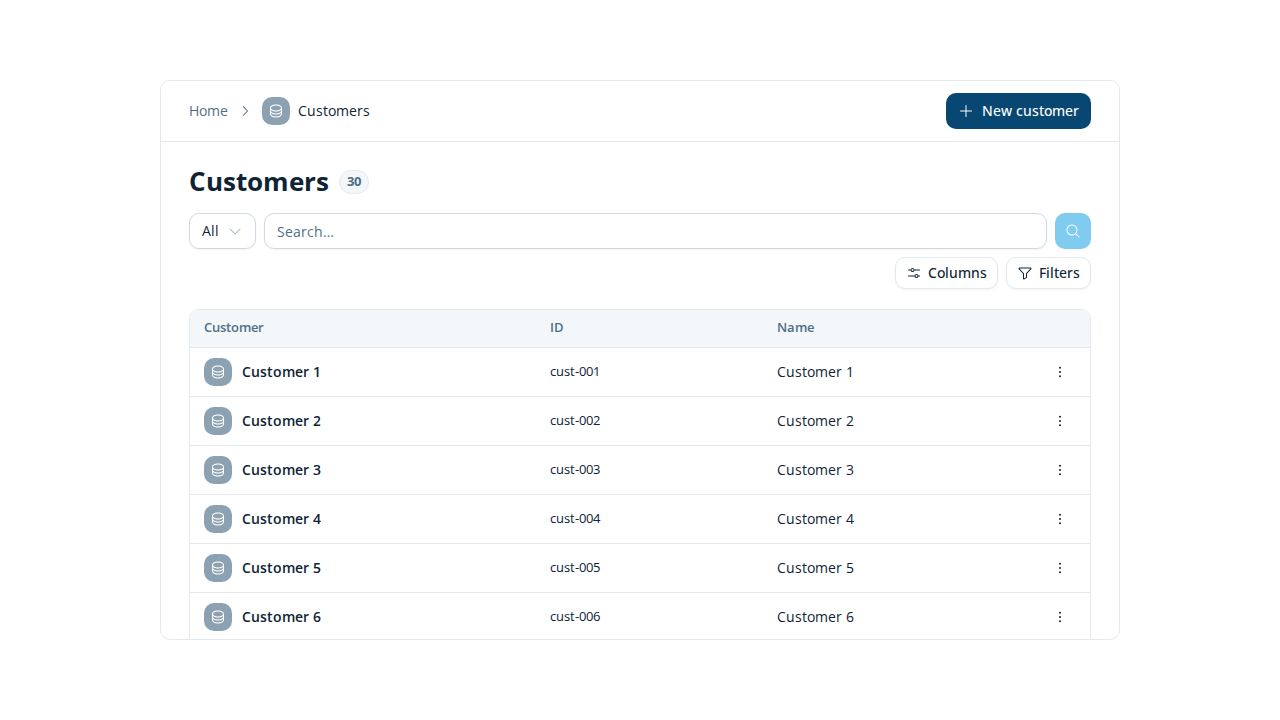 Home Customers New customer
Customers 30
All Search...
Columns Filters
Customer ID Name
Customer 1 cust-001 Customer 1
Customer 2 cust-002 Customer 2
Customer 3 cust-003 Customer 3
Customer 4 cust-004 Customer 4
Customer 5 cust-005 Customer 5
Customer 6 cust-006 Customer 6